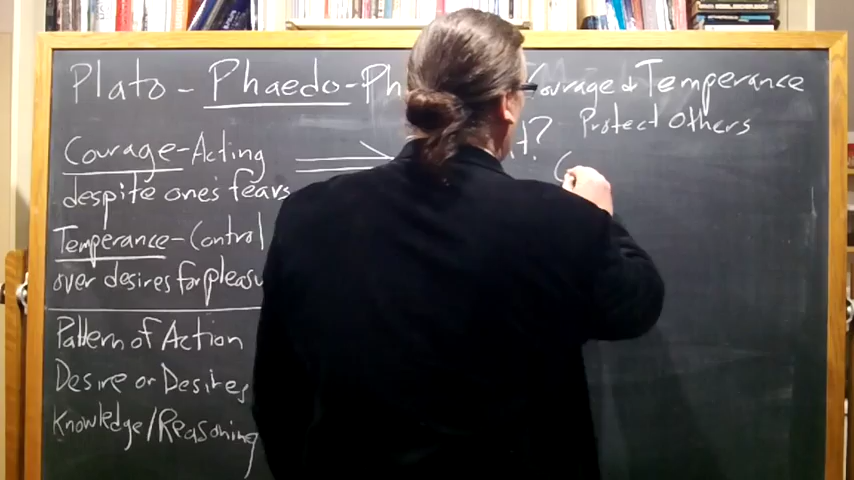 Plato - Phaedo - Ph Courage & Temperance
Protect Others
Courage - Acting
despite one's fears
Temperance - Control
over desires for pleasu
Pattern of Action
Desire or Desires
Knowledge/Reasoning